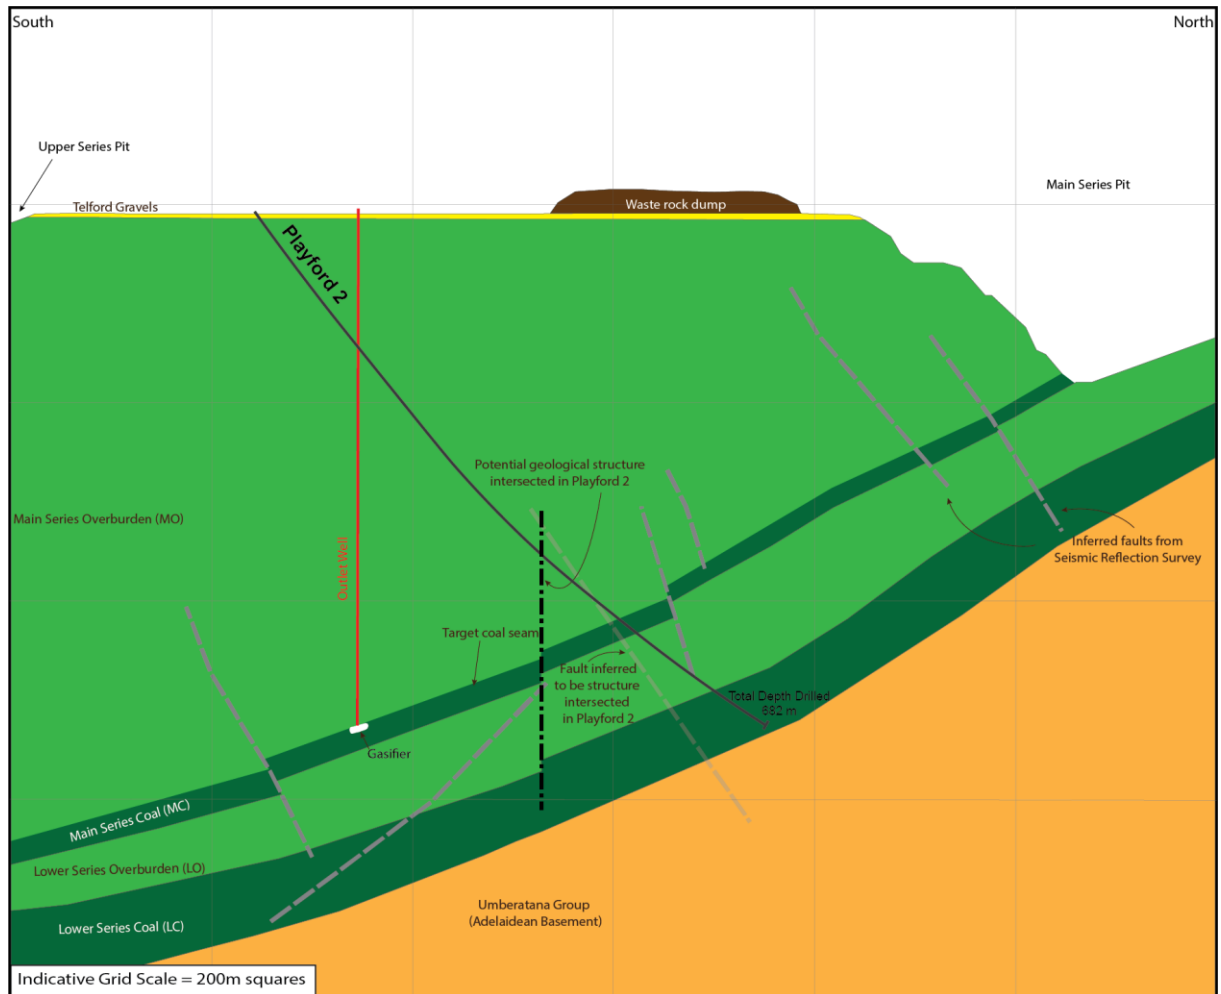 South
North
Upper Series Pit
Main Series Pit
Telford Gravels
Waste rock dump
Playford 2
Potential geological structure
intersected in Playford 2
Main Series Overburden (MO)
Outlet Well
Inferred faults from
Seismic Reflection Survey
Target coal seam
Fault inferred
to be structure
intersected
in Playford 2
Total Depth Drilled
682 m
Gasifier
Main Series Coal (MC)
Lower Series Overburden (LO)
Umberatana Group
(Adelaidean Basement)
Lower Series Coal (LC)
Indicative Grid Scale = 200m squares